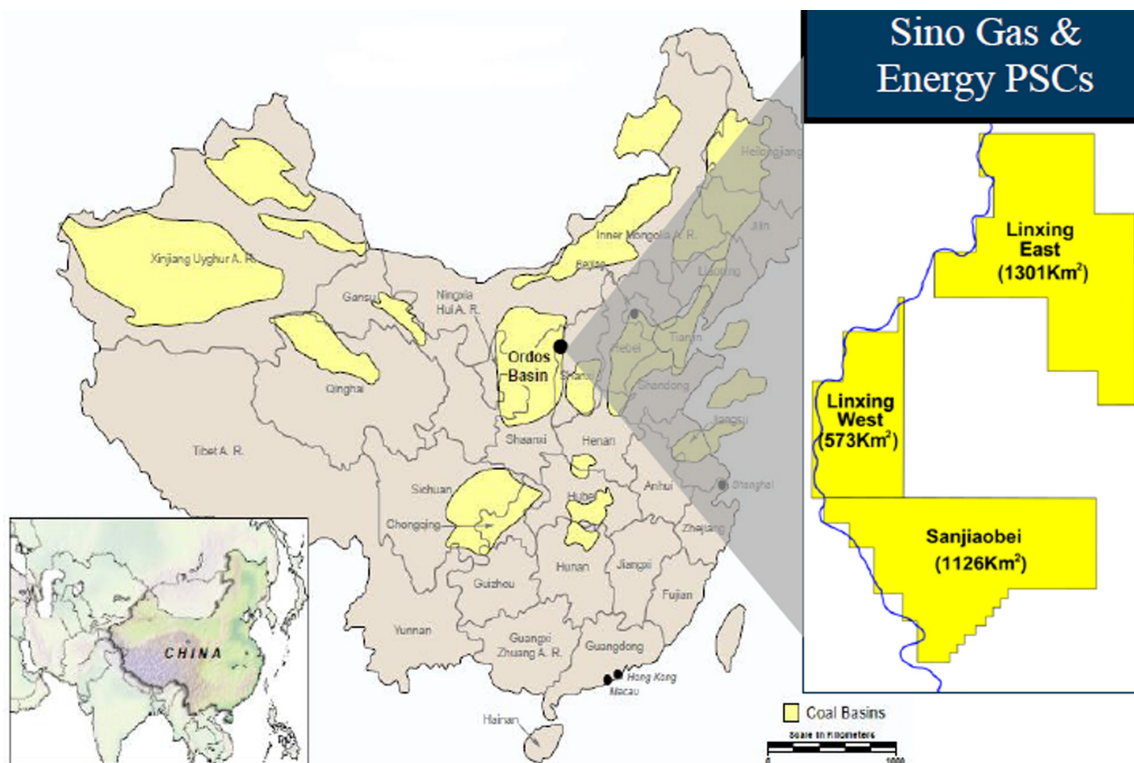 Sino Gas &
Energy PSCs
Heilongjiang
Jilin
Inner Mongolia A. R.
Liaoning
Beijing
Xinjiang Uyghur A. R.
Gansu
Ningxia
Hui A. R.
Hebei
Tianjin
Ordos
Basin
Shanxi
Shandong
Qinghai
Jiangsu
Shaanxi
Henan
Tibet A. R.
Sichuan
Anhui
Shanghai
Hubei
Chongqing
Zhejiang
Hunan
Jiangxi
Guizhou
Fujian
Yunnan
Guangxi
Zhuang A. R.
Guangdong
Hong Kong
Macau
Hainan
CHINA
Linxing
East
(1301Km²)
Linxing
West
(573Km²)
Sanjiaobei
(1126Km²)
Coal Basins
Scale in Kilometers
0 1000